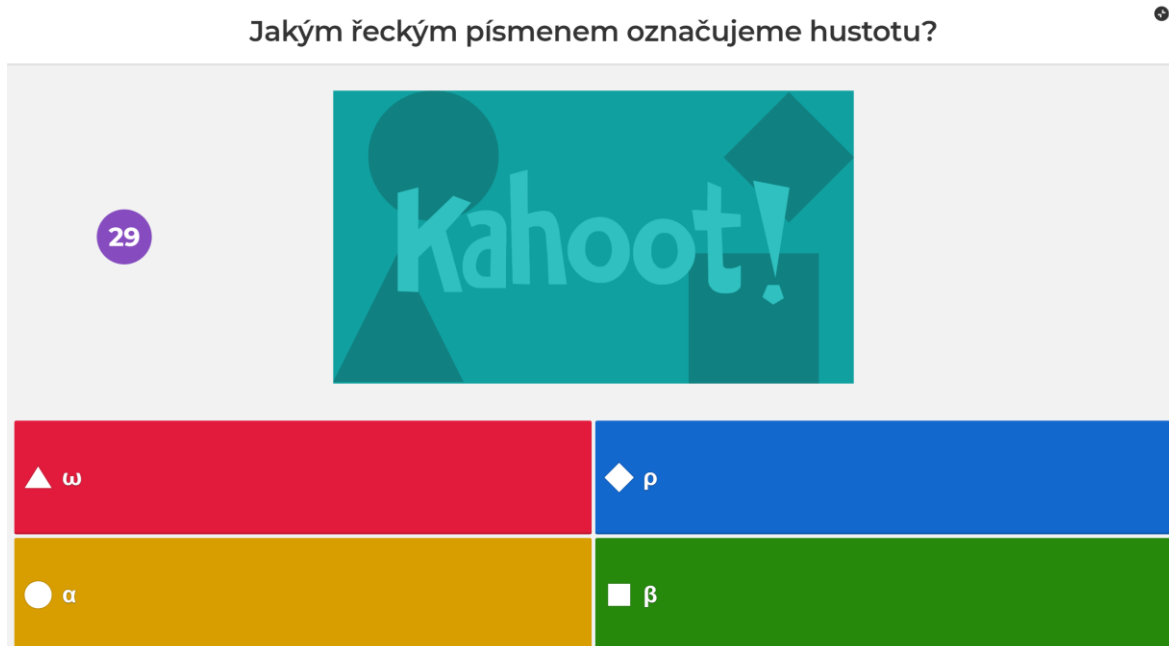 Jakým řeckým písmenem označujeme hustotu?
29
Kahoot!
ω
ρ
α
β